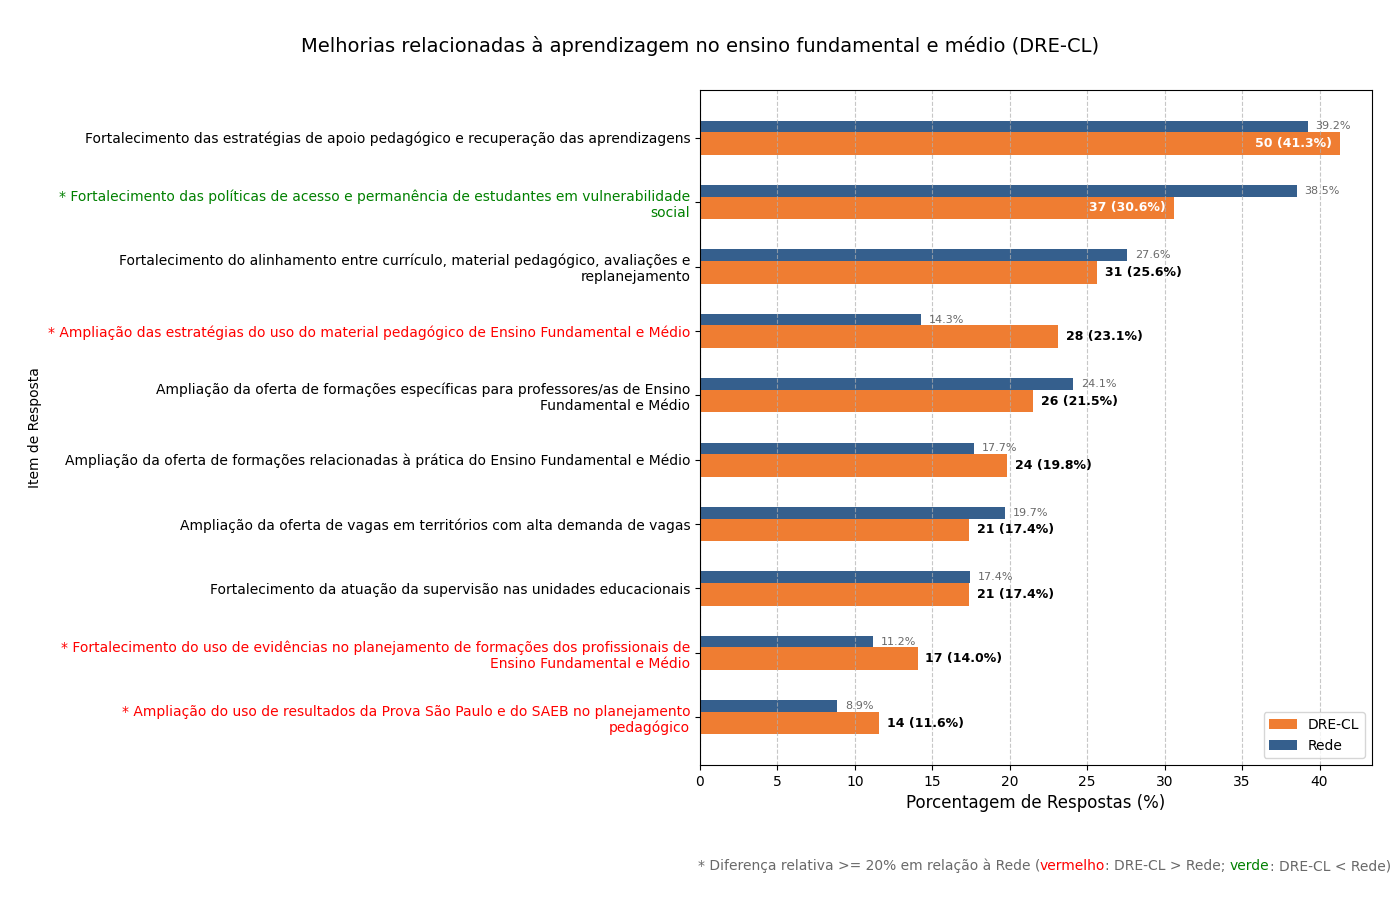 Melhorias relacionadas à aprendizagem no ensino fundamental e médio (DRE-CL)
Item de Resposta
Fortalecimento das estratégias de apoio pedagógico e recuperação das aprendizagens
39.2%
50 (41.3%)
* Fortalecimento das políticas de acesso e permanência de estudantes em vulnerabilidade
social
38.5%
37 (30.6%)
Fortalecimento do alinhamento entre currículo, material pedagógico, avaliações e
replanejamento
27.6%
31 (25.6%)
* Ampliação das estratégias do uso do material pedagógico de Ensino Fundamental e Médio
14.3%
28 (23.1%)
Ampliação da oferta de formações específicas para professores/as de Ensino
Fundamental e Médio
24.1%
26 (21.5%)
Ampliação da oferta de formações relacionadas à prática do Ensino Fundamental e Médio
17.7%
24 (19.8%)
Ampliação da oferta de vagas em territórios com alta demanda de vagas
19.7%
21 (17.4%)
Fortalecimento da atuação da supervisão nas unidades educacionais
17.4%
21 (17.4%)
* Fortalecimento do uso de evidências no planejamento de formações dos profissionais de
Ensino Fundamental e Médio
11.2%
17 (14.0%)
* Ampliação do uso de resultados da Prova São Paulo e do SAEB no planejamento
pedagógico
8.9%
14 (11.6%)
DRE-CL
Rede
0 5 10 15 20 25 30 35 40
Porcentagem de Respostas (%)
* Diferença relativa >= 20% em relação à Rede (vermelho: DRE-CL > Rede; verde: DRE-CL < Rede)